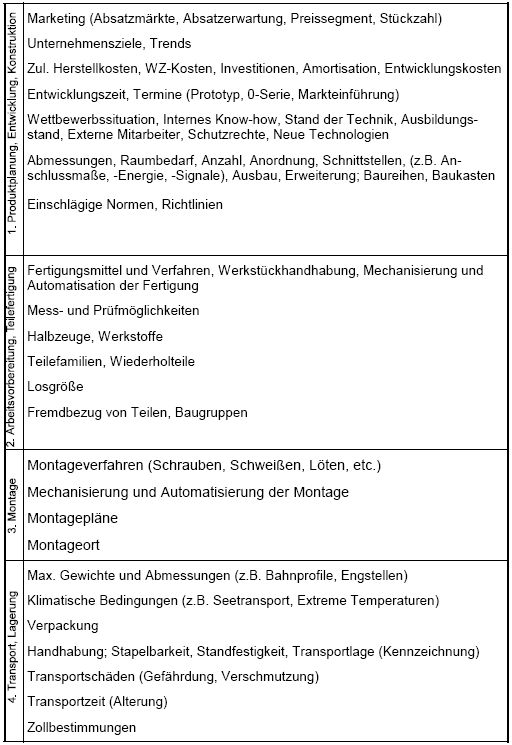 1. Produktplanung, Entwicklung, Konstruktion
Marketing (Absatzmärkte, Absatzerwartung, Preissegment, Stückzahl)
Unternehmensziele, Trends
Zul. Herstellkosten, WZ-Kosten, Investitionen, Amortisation, Entwicklungskosten
Entwicklungszeit, Termine (Prototyp, 0-Serie, Markteinführung)
Wettbewerbssituation, Internes Know-how, Stand der Technik, Ausbildungs-
stand, Externe Mitarbeiter, Schutzrechte, Neue Technologien
Abmessungen, Raumbedarf, Anzahl, Anordnung, Schnittstellen, (z.B. An-
schlussmaße, -Energie, -Signale), Ausbau, Erweiterung; Baureihen, Baukasten
Einschlägige Normen, Richtlinien
2. Arbeitsvorbereitung, Teilefertigung
Fertigungsmittel und Verfahren, Werkstückhandhabung, Mechanisierung und
Automatisation der Fertigung
Mess- und Prüfmöglichkeiten
Halbzeuge, Werkstoffe
Teilefamilien, Wiederholteile
Losgröße
Fremdbezug von Teilen, Baugruppen
3. Montage
Montageverfahren (Schrauben, Schweißen, Löten, etc.)
Mechanisierung und Automatisierung der Montage
Montagepläne
Montageort
4. Transport, Lagerung
Max. Gewichte und Abmessungen (z.B. Bahnprofile, Engstellen)
Klimatische Bedingungen (z.B. Seetransport, Extreme Temperaturen)
Verpackung
Handhabung; Stapelbarkeit, Standfestigkeit, Transportlage (Kennzeichnung)
Transportschäden (Gefährdung, Verschmutzung)
Transportzeit (Alterung)
Zollbestimmungen